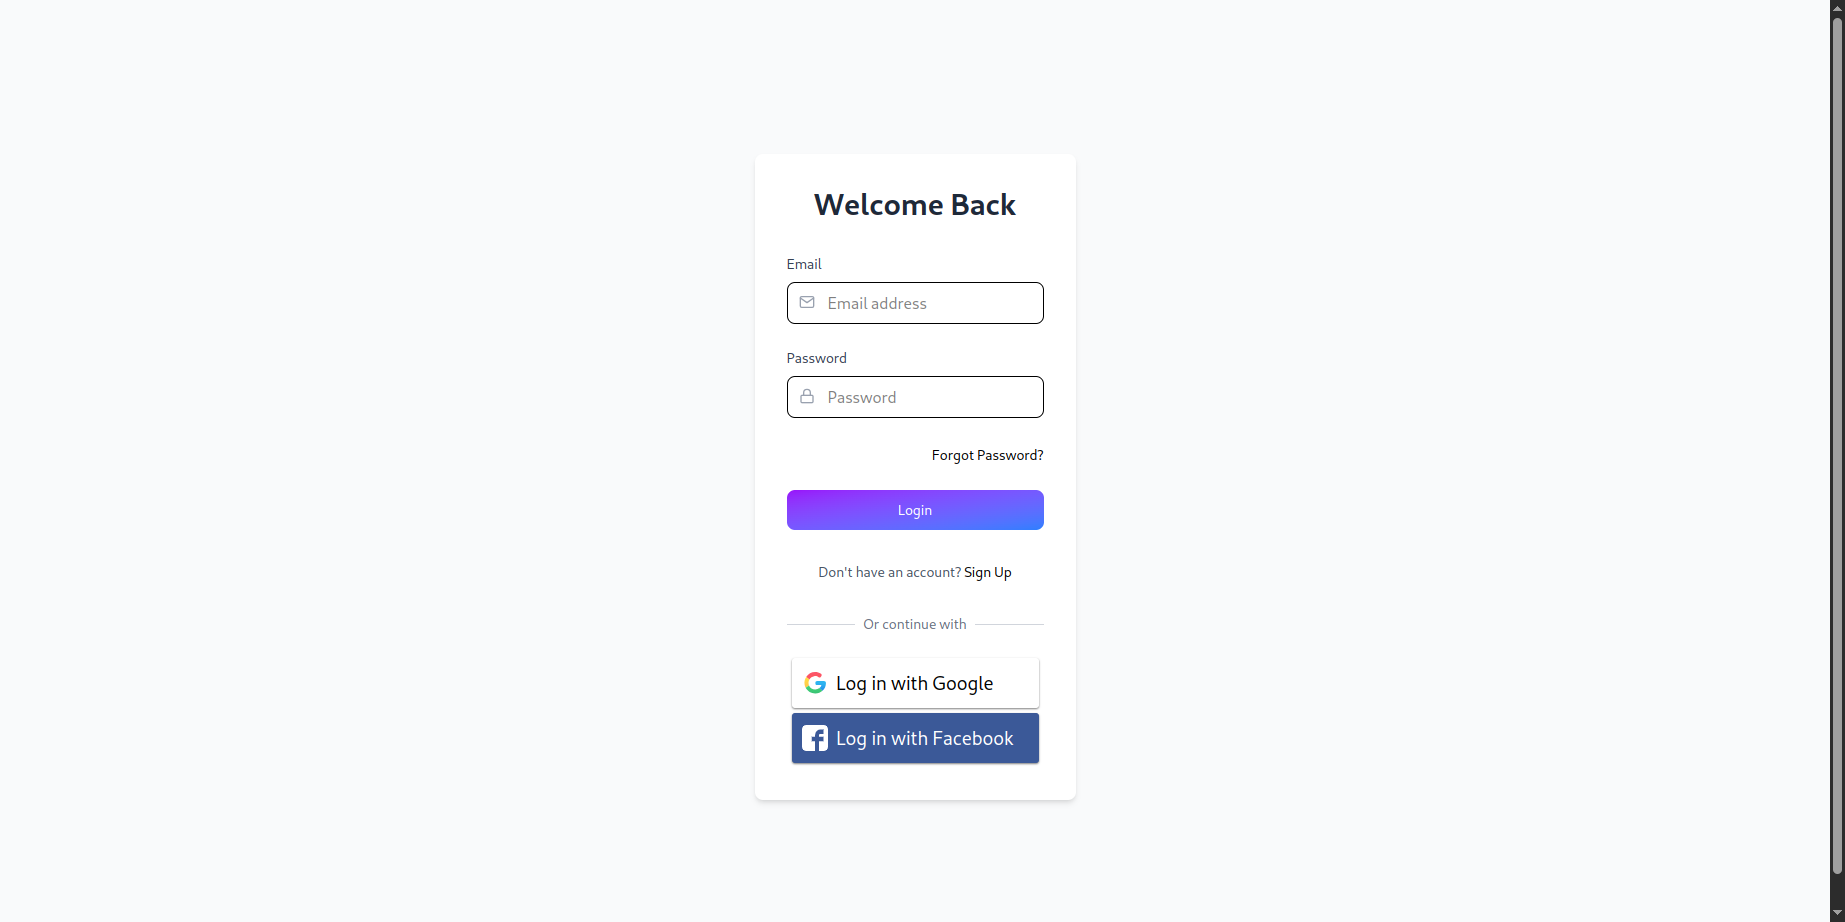 Welcome Back
Email
Email address
Password
Password
Forgot Password?
Login
Don't have an account? Sign Up
Or continue with
Log in with Google
Log in with Facebook